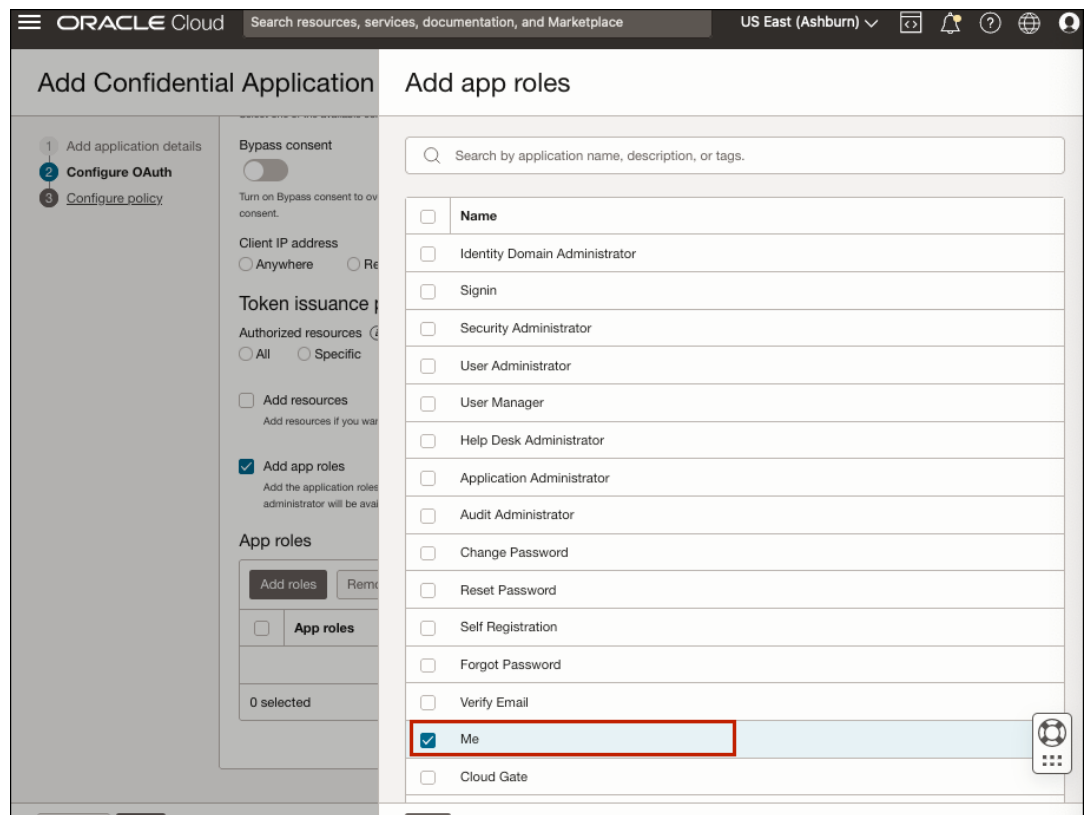 ORACLE Cloud
Search resources, services, documentation, and Marketplace
US East (Ashburn)
Add Confidential Application
Add app roles
1 Add application details
2 Configure OAuth
3 Configure policy
Bypass consent
Turn on Bypass consent to ov
consent.
Client IP address
Anywhere
Re
Token issuance p
Authorized resources
All
Specific
Add resources
Add resources if you war
Add app roles
Add the application roles
administrator will be avai
App roles
Add roles
Remo
App roles
0 selected
Search by application name, description, or tags.
Name
Identity Domain Administrator
Signin
Security Administrator
User Administrator
User Manager
Help Desk Administrator
Application Administrator
Audit Administrator
Change Password
Reset Password
Self Registration
Forgot Password
Verify Email
Me
Cloud Gate